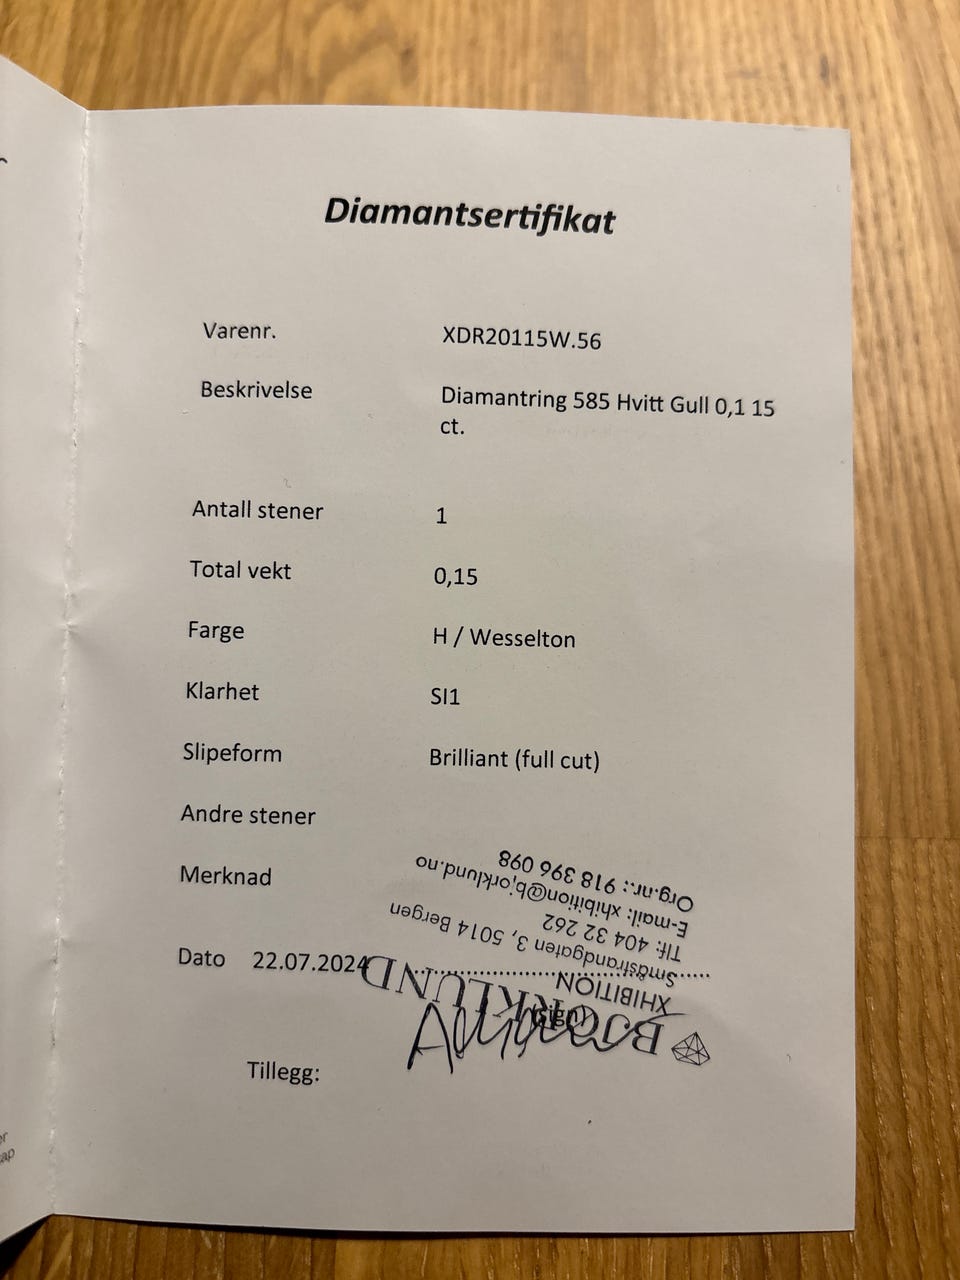 Diamantsertifikat
Varenr. XDR20115W.56
Beskrivelse Diamantring 585 Hvitt Gull 0,1 15
ct.
Antall stener 1
Total vekt 0,15
Farge H / Wesselton
Klarhet SI1
Slipeform Brilliant (full cut)
Andre stener
Merknad
Dato 22.07.2024
Tillegg:
BJØRKLUND
XHIBITION
Småstrandgaten 3, 5014 Bergen
Tlf: 404 32 262
E-mail: xhibition@bjorklund.no
Org.nr.: 918 396 098